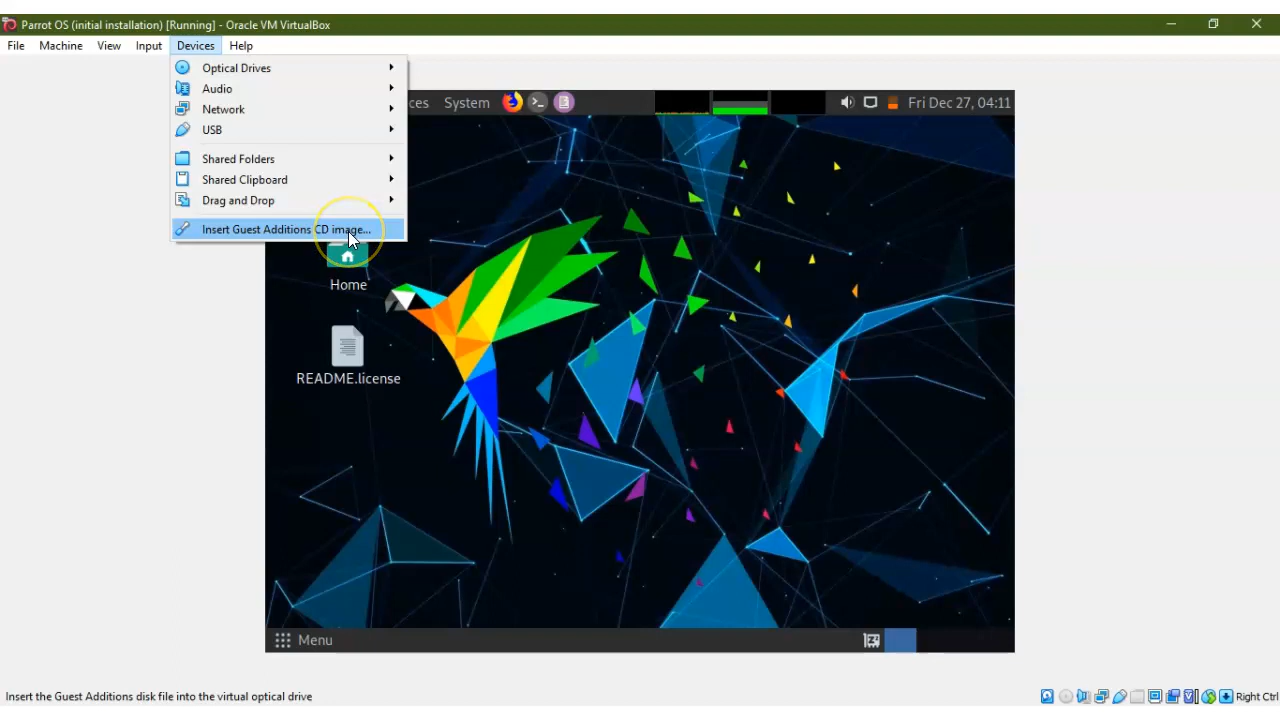 Parrot OS (initial installation) [Running] - Oracle VM VirtualBox
File Machine View Input Devices Help
Optical Drives
Audio
Network
USB
Shared Folders
Shared Clipboard
Drag and Drop
Insert Guest Additions CD image...
ces System Fri Dec 27, 04:11
Home
README.license
Menu
Insert the Guest Additions disk file into the virtual optical drive
Right Ctrl